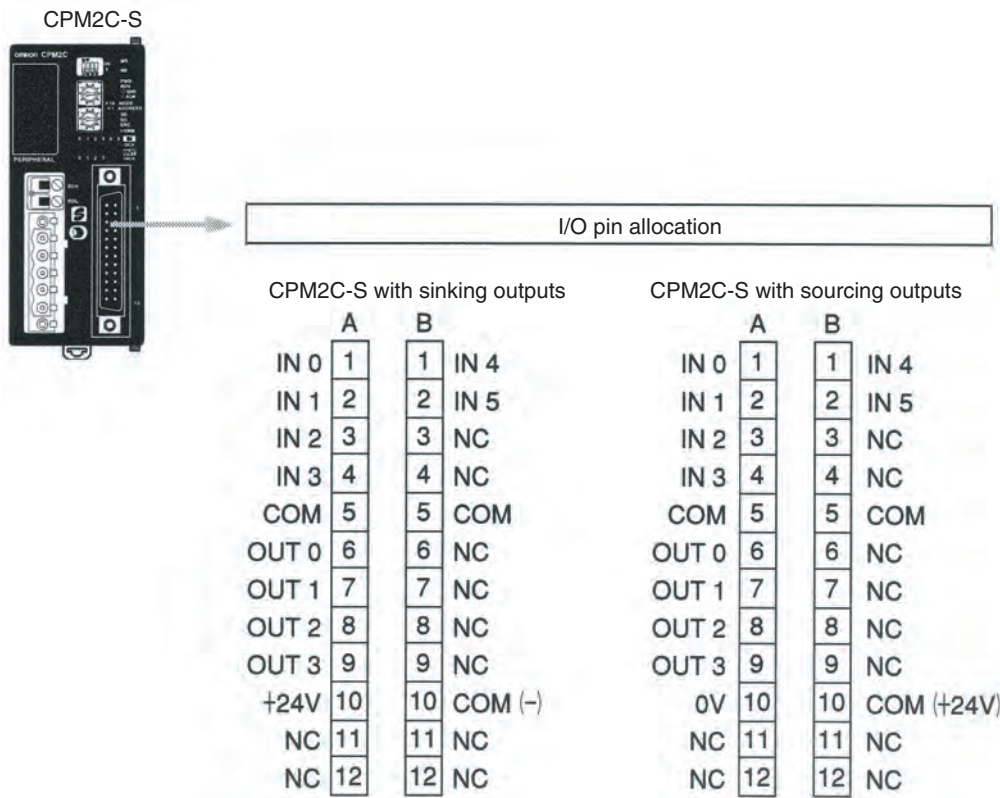 CPM2C-S
omron CPM2C
PERIPHERAL
I/O pin allocation
CPM2C-S with sinking outputs
A B
IN 0 1 1 IN 4
IN 1 2 2 IN 5
IN 2 3 3 NC
IN 3 4 4 NC
COM 5 5 COM
OUT 0 6 6 NC
OUT 1 7 7 NC
OUT 2 8 8 NC
OUT 3 9 9 NC
+24V 10 10 COM (-)
NC 11 11 NC
NC 12 12 NC
CPM2C-S with sourcing outputs
A B
IN 0 1 1 IN 4
IN 1 2 2 IN 5
IN 2 3 3 NC
IN 3 4 4 NC
COM 5 5 COM
OUT 0 6 6 NC
OUT 1 7 7 NC
OUT 2 8 8 NC
OUT 3 9 9 NC
0V 10 10 COM (+24V)
NC 11 11 NC
NC 12 12 NC